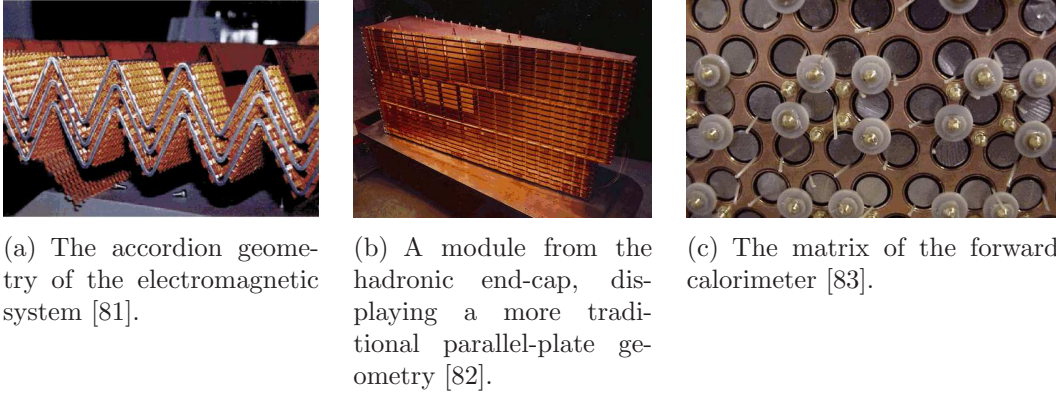 (a) The accordion geome-
try of the electromagnetic
system [81].
(b) A module from the
hadronic end-cap, dis-
playing a more tradi-
tional parallel-plate ge-
ometry [82].
(c) The matrix of the forward
calorimeter [83].